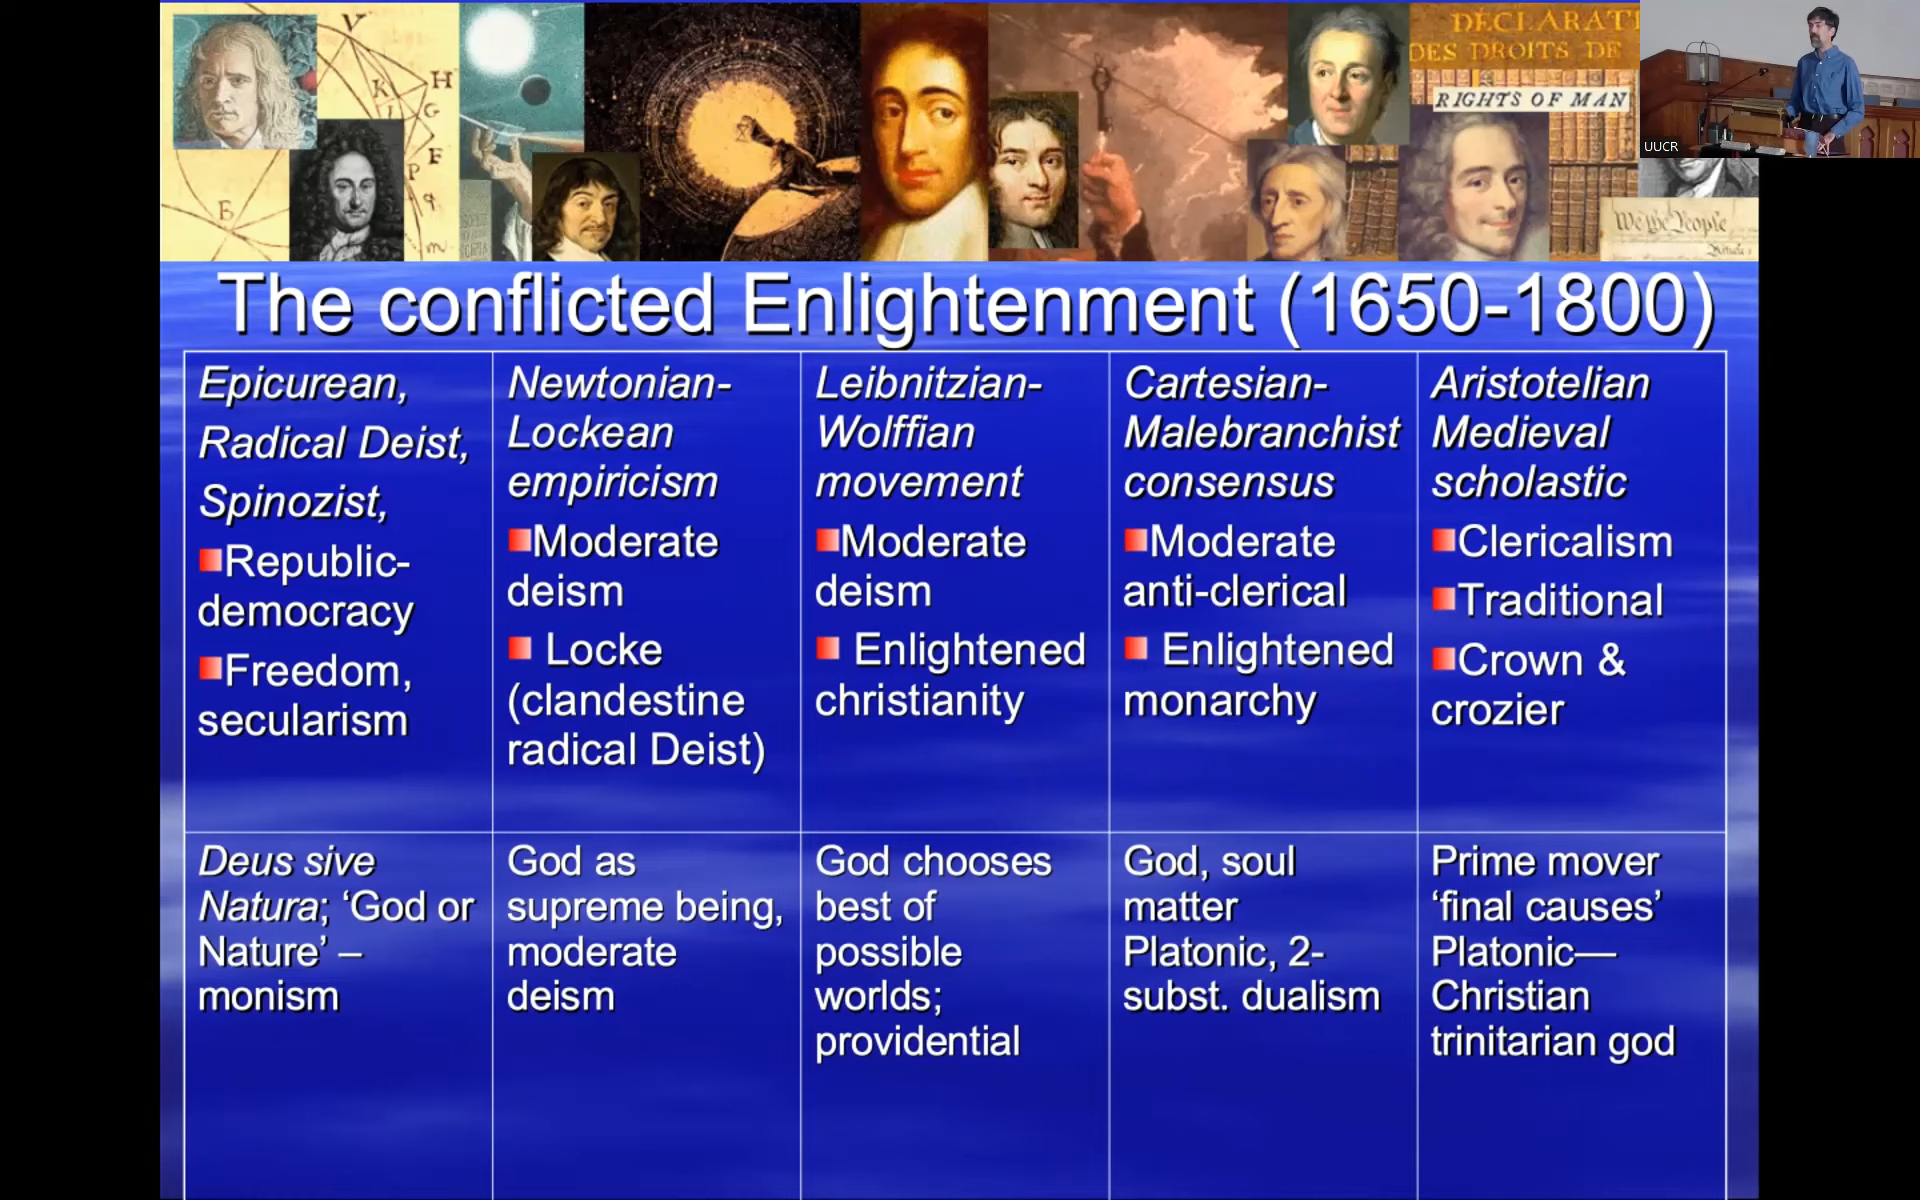 V
H
K
G
F
P
B
DÉCLARATI
DES DROITS DE
RIGHTS OF MAN
UUCR
We the People
The conflicted Enlightenment (1650-1800)
Epicurean,
Radical Deist,
Spinozist,
Republic-
democracy
Freedom,
secularism
Newtonian-
Lockean
empiricism
Moderate
deism
Locke
(clandestine
radical Deist)
Leibnitzian-
Wolffian
movement
Moderate
deism
Enlightened
christianity
Cartesian-
Malebranchist
consensus
Moderate
anti-clerical
Enlightened
monarchy
Aristotelian
Medieval
scholastic
Clericalism
Traditional
Crown &
crozier
Deus sive
Natura; ‘God or
Nature’ –
monism
God as
supreme being,
moderate
deism
God chooses
best of
possible
worlds;
providential
God, soul
matter
Platonic, 2-
subst. dualism
Prime mover
‘final causes’
Platonic—
Christian
trinitarian god